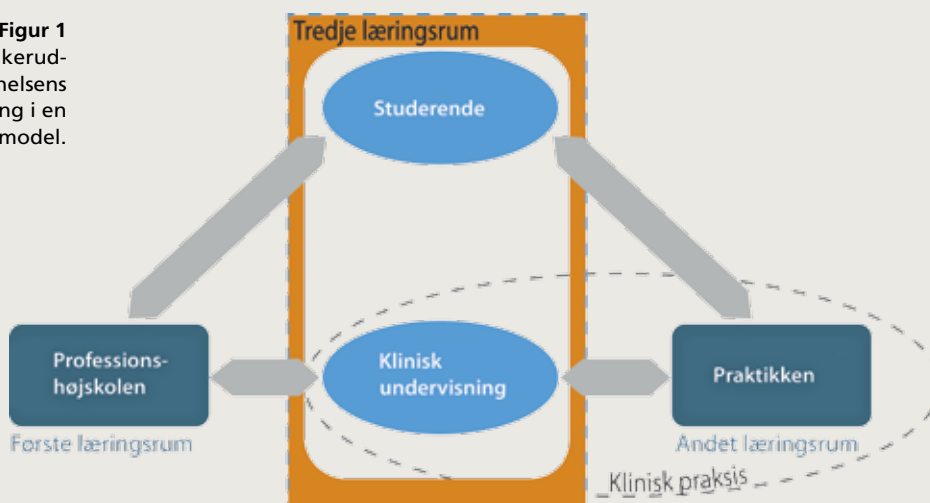 Figur 1
kerud-
nelsens
ng i en
model.
Tredje læringsrum
Studerende
Professions-
højskolen
Klinisk
undervisning
Praktikken
Første læringsrum
Andet læringsrum
Klinisk praksis